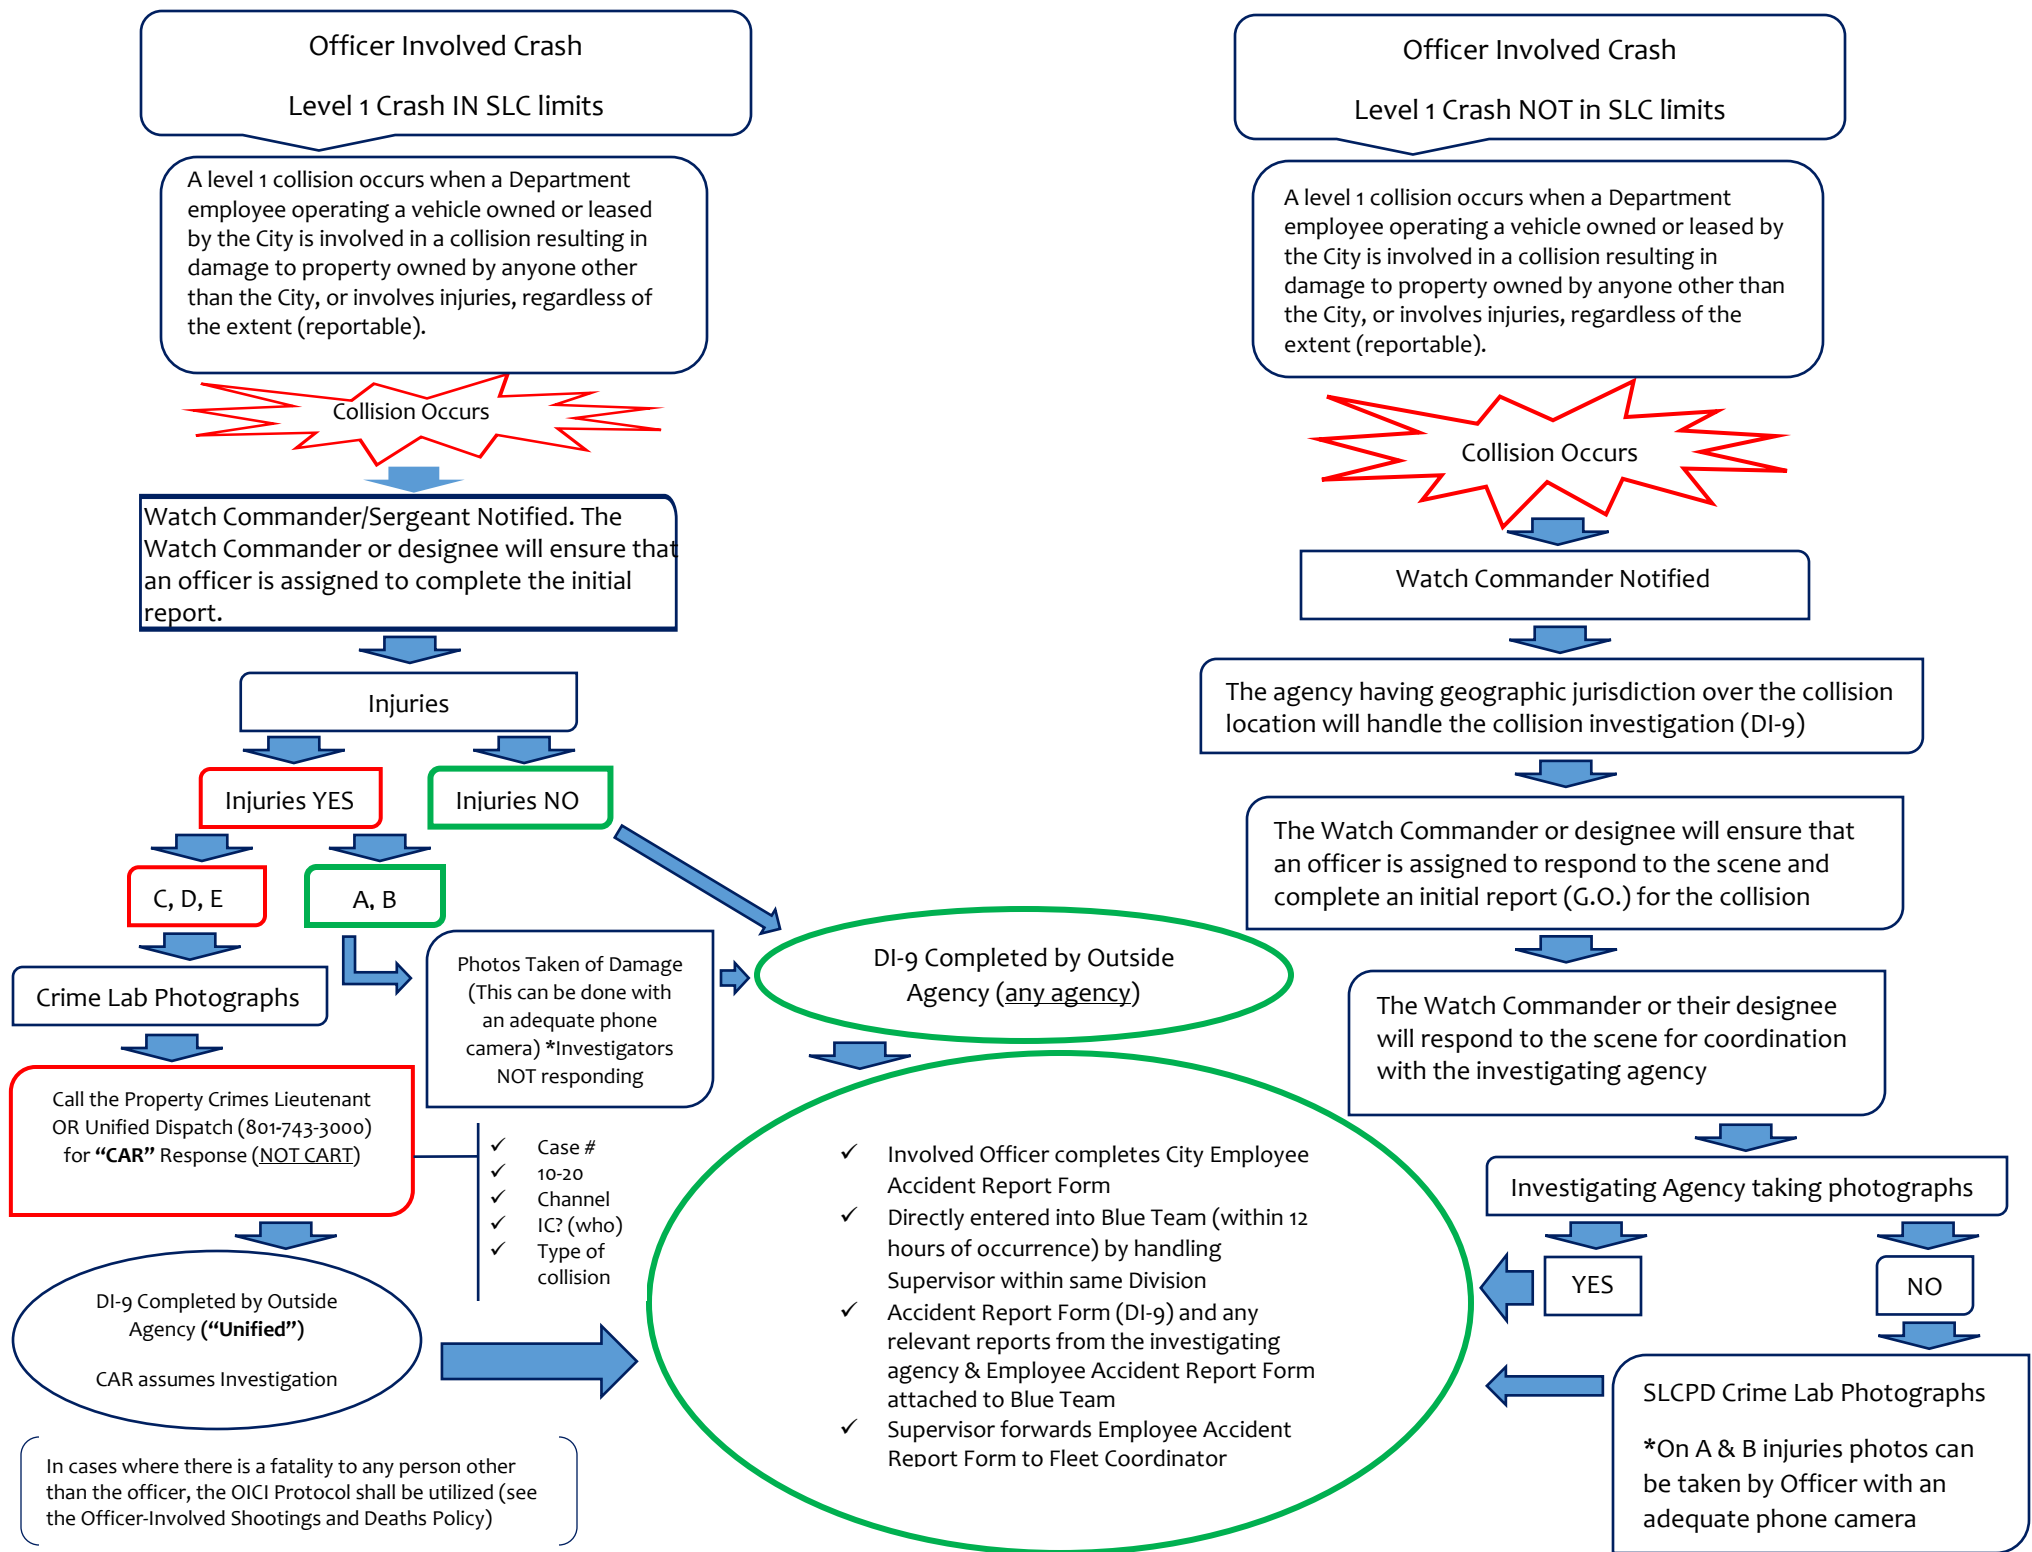 Officer Involved Crash
Level 1 Crash IN SLC limits
A level 1 collision occurs when a Department
employee operating a vehicle owned or leased
by the City is involved in a collision resulting in
damage to property owned by anyone other
than the City, or involves injuries, regardless of
the extent (reportable).
Collision Occurs
Watch Commander/Sergeant Notified. The
Watch Commander or designee will ensure that
an officer is assigned to complete the initial
report.
Injuries
Injuries YES
Injuries NO
C, D, E
A, B
Crime Lab Photographs
Photos Taken of Damage
(This can be done with
an adequate phone
camera) *Investigators
NOT responding
Call the Property Crimes Lieutenant
OR Unified Dispatch (801-743-3000)
for “CAR” Response (NOT CART)
✓ Case #
✓ 10-20
✓ Channel
✓ IC? (who)
✓ Type of
collision
DI-9 Completed by Outside
Agency (“Unified”)
CAR assumes Investigation
In cases where there is a fatality to any person other
than the officer, the OICI Protocol shall be utilized (see
the Officer-Involved Shootings and Deaths Policy)
DI-9 Completed by Outside
Agency (any agency)
✓ Involved Officer completes City Employee
Accident Report Form
✓ Directly entered into Blue Team (within 12
hours of occurrence) by handling
Supervisor within same Division
✓ Accident Report Form (DI-9) and any
relevant reports from the investigating
agency & Employee Accident Report Form
attached to Blue Team
✓ Supervisor forwards Employee Accident
Report Form to Fleet Coordinator
Officer Involved Crash
Level 1 Crash NOT in SLC limits
A level 1 collision occurs when a Department
employee operating a vehicle owned or leased by
the City is involved in a collision resulting in
damage to property owned by anyone other than
the City, or involves injuries, regardless of the
extent (reportable).
Collision Occurs
Watch Commander Notified
The agency having geographic jurisdiction over the collision
location will handle the collision investigation (DI-9)
The Watch Commander or designee will ensure that
an officer is assigned to respond to the scene and
complete an initial report (G.O.) for the collision
The Watch Commander or their designee
will respond to the scene for coordination
with the investigating agency
Investigating Agency taking photographs
YES
NO
SLCPD Crime Lab Photographs
*On A & B injuries photos can
be taken by Officer with an
adequate phone camera